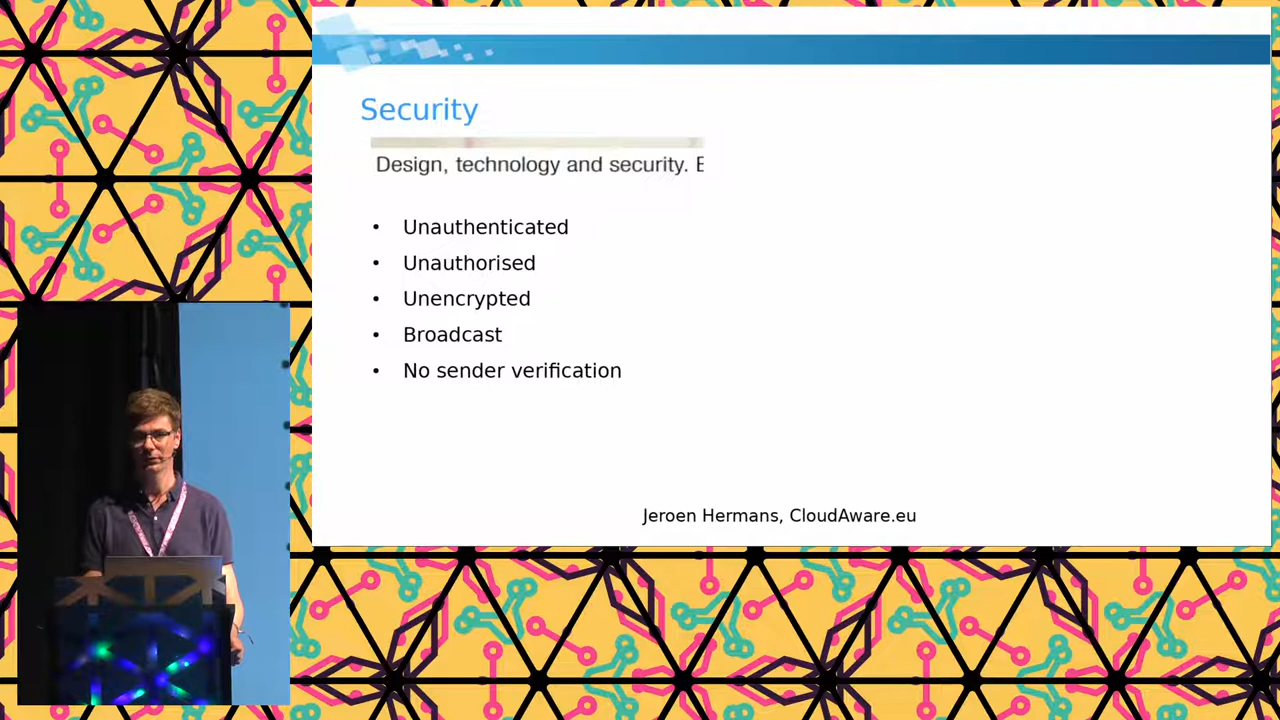 Security
Design, technology and security. E
• Unauthenticated
• Unauthorised
• Unencrypted
• Broadcast
• No sender verification
Jeroen Hermans, CloudAware.eu